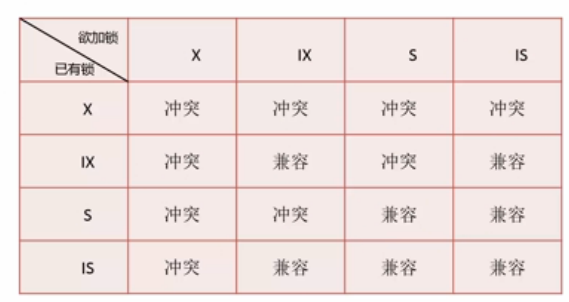 欲加锁
已有锁
X IX S IS
X 冲突 冲突 冲突 冲突
IX 冲突 兼容 冲突 兼容
S 冲突 冲突 兼容 兼容
IS 冲突 兼容 兼容 兼容